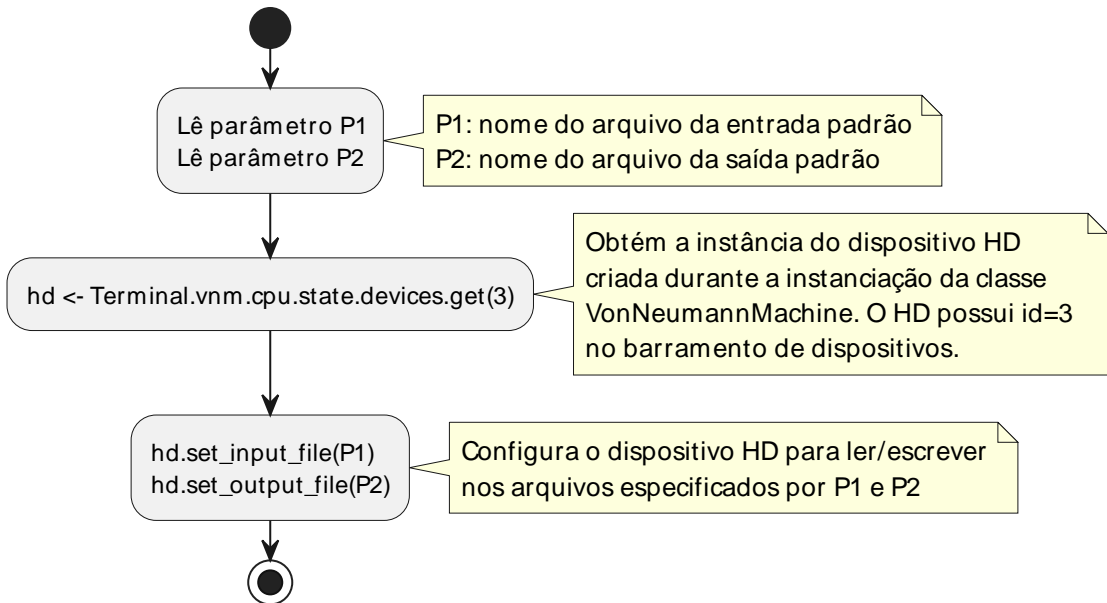 Lê parâmetro P1
Lê parâmetro P2
P1: nome do arquivo da entrada padrão
P2: nome do arquivo da saída padrão
hd <- Terminal.vnm.cpu.state.devices.get(3)
Obtém a instância do dispositivo HD
criada durante a instanciação da classe
VonNeumannMachine. O HD possui id=3
no barramento de dispositivos.
hd.set_input_file(P1)
hd.set_output_file(P2)
Configura o dispositivo HD para ler/escrever
nos arquivos especificados por P1 e P2